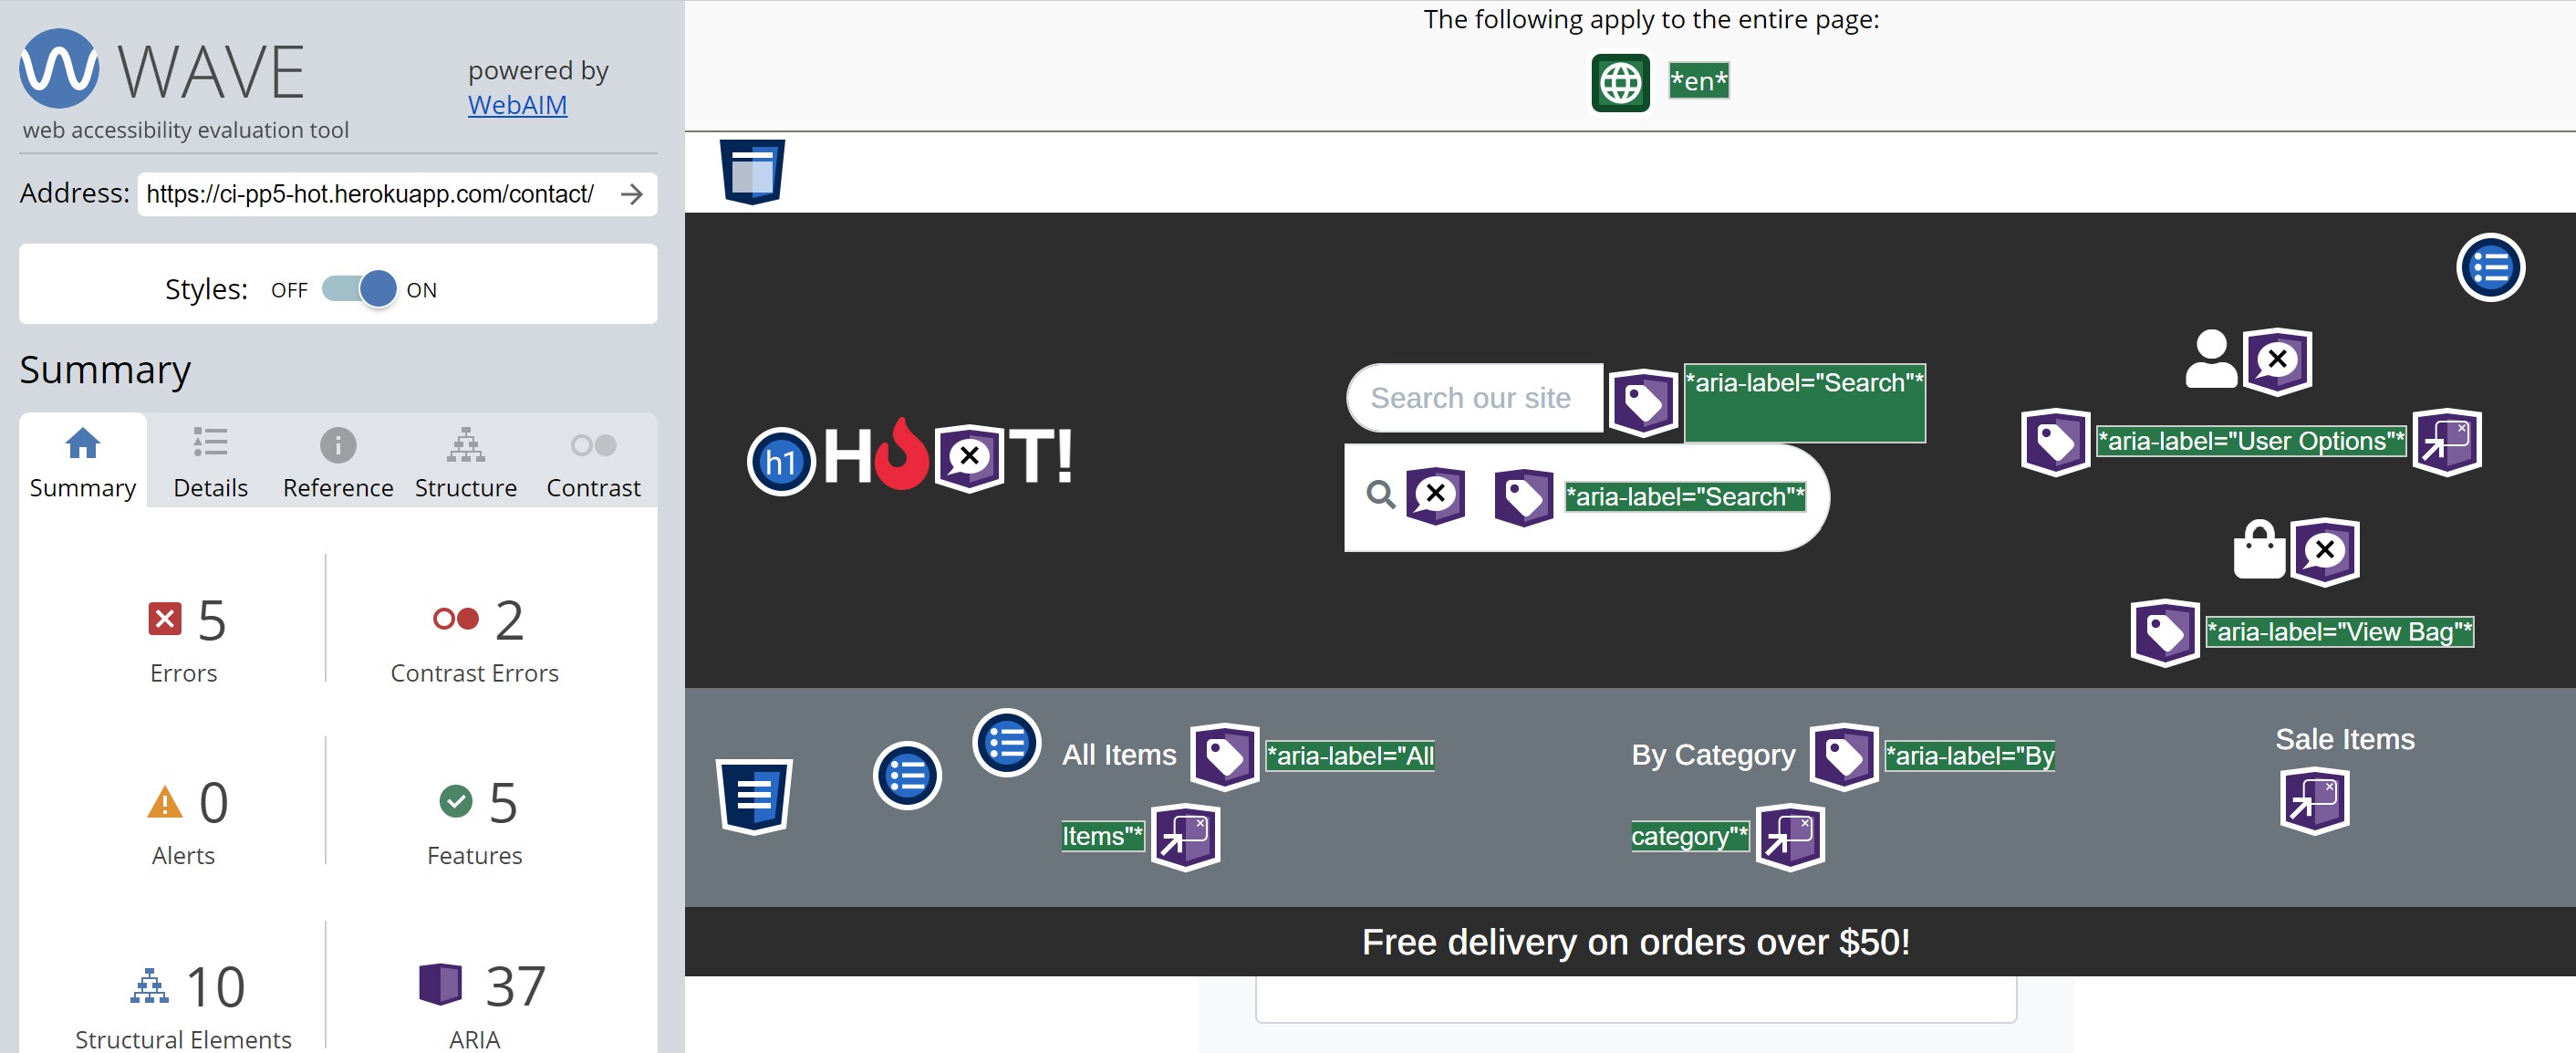 WAVE
web accessibility evaluation tool
powered by
WebAIM
Address: https://ci-pp5-hot.herokuapp.com/contact/
Styles: OFF ON
Summary
Summary Details Reference Structure Contrast
5 2
Errors Contrast Errors
0 5
Alerts Features
10 37
Structural Elements ARIA
The following apply to the entire page:
*en*
h1 H T!
Search our site *aria-label="Search"*
*aria-label="Search"*
*aria-label="User Options"*
*aria-label="View Bag"*
All Items *aria-label="All
Items"*
By Category *aria-label="By
category"*
Sale Items
Free delivery on orders over $50!